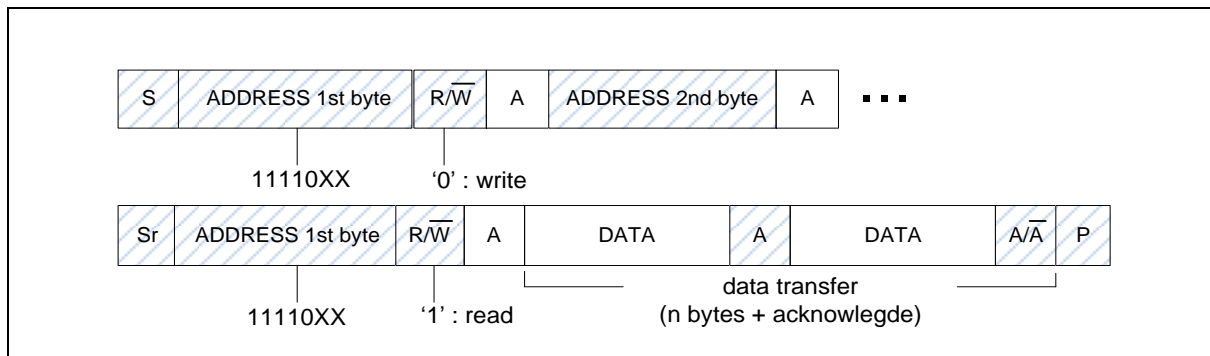 S ADDRESS 1st byte R/W̅ A ADDRESS 2nd byte A ▪ ▪ ▪
11110XX '0' : write
Sr ADDRESS 1st byte R/W̅ A DATA A DATA A/A̅ P
11110XX '1' : read data transfer
(n bytes + acknowlegde)